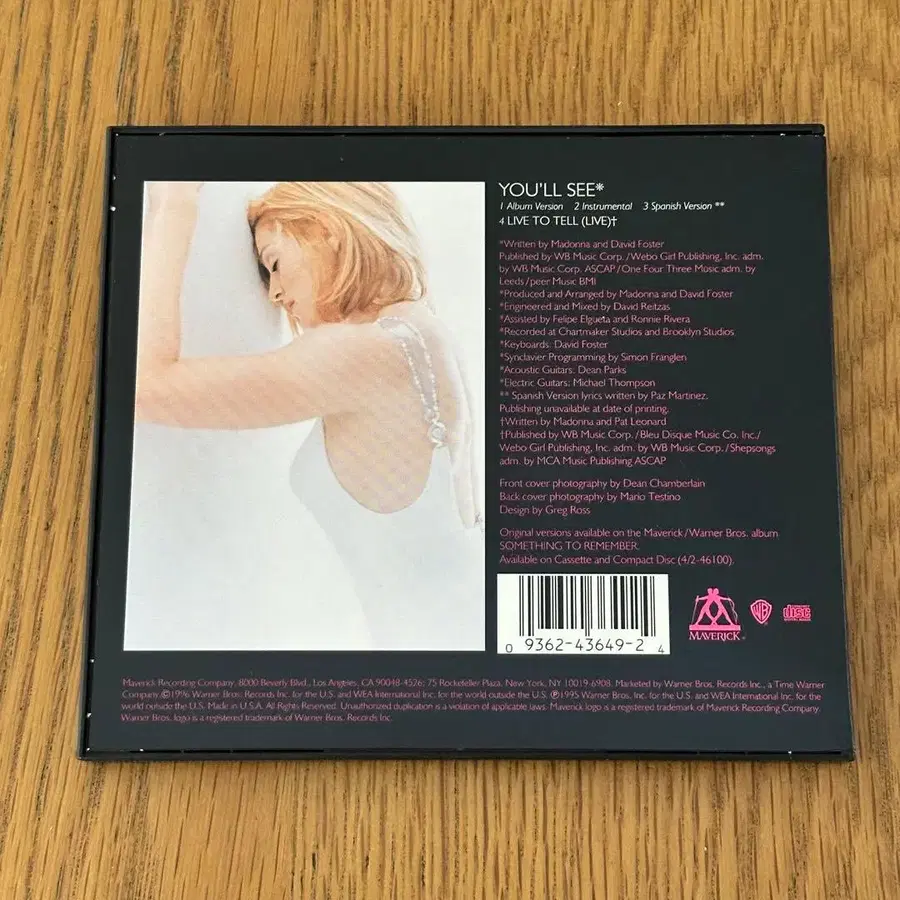 YOU'LL SEE*
1 Album Version 2 Instrumental 3 Spanish Version **
4 LIVE TO TELL (LIVE)†
*Written by Madonna and David Foster
Published by WB Music Corp./Webo Girl Publishing, Inc. adm.
by WB Music Corp. ASCAP/One Four Three Music adm. by
Leeds/peer Music BMI
*Produced and Arranged by Madonna and David Foster
*Engineered and Mixed by David Reitzas
*Assisted by Felipe Elgueta and Ronnie Rivera
*Recorded at Chartmaker Studios and Brooklyn Studios
*Keyboards: David Foster
*Synclavier Programming by Simon Franglen
*Acoustic Guitars: Dean Parks
*Electric Guitars: Michael Thompson
** Spanish Version lyrics written by Paz Martinez.
Publishing unavailable at date of printing.
†Written by Madonna and Pat Leonard
†Published by WB Music Corp./Bleu Disque Music Co. Inc./
Webo Girl Publishing, Inc. adm. by WB Music Corp./Shepsongs
adm. by MCA Music Publishing ASCAP
Front cover photography by Dean Chamberlain
Back cover photography by Mario Testino
Design by Greg Ross
Original versions available on the Maverick/Warner Bros. album
SOMETHING TO REMEMBER.
Available on Cassette and Compact Disc (4/2-46100).
0 9362-43649-2 4
MAVERICK
WB
COMPACT
disc
DIGITAL AUDIO
Maverick Recording Company, 8000 Beverly Blvd., Los Angeles, CA 90048-4526; 75 Rockefeller Plaza, New York, NY 10019-6908. Marketed by Warner Bros. Records Inc., a Time Warner
Company. ©1996 Warner Bros. Records Inc. for the U.S. and WEA International Inc. for the world outside the U.S. ℗1995 Warner Bros. Records Inc. for the U.S. and WEA International Inc. for the
world outside the U.S. Made in U.S.A. All Rights Reserved. Unauthorized duplication is a violation of applicable laws. Maverick logo is a registered trademark of Maverick Recording Company.
Warner Bros. logo is a registered trademark of Warner Bros. Records Inc.